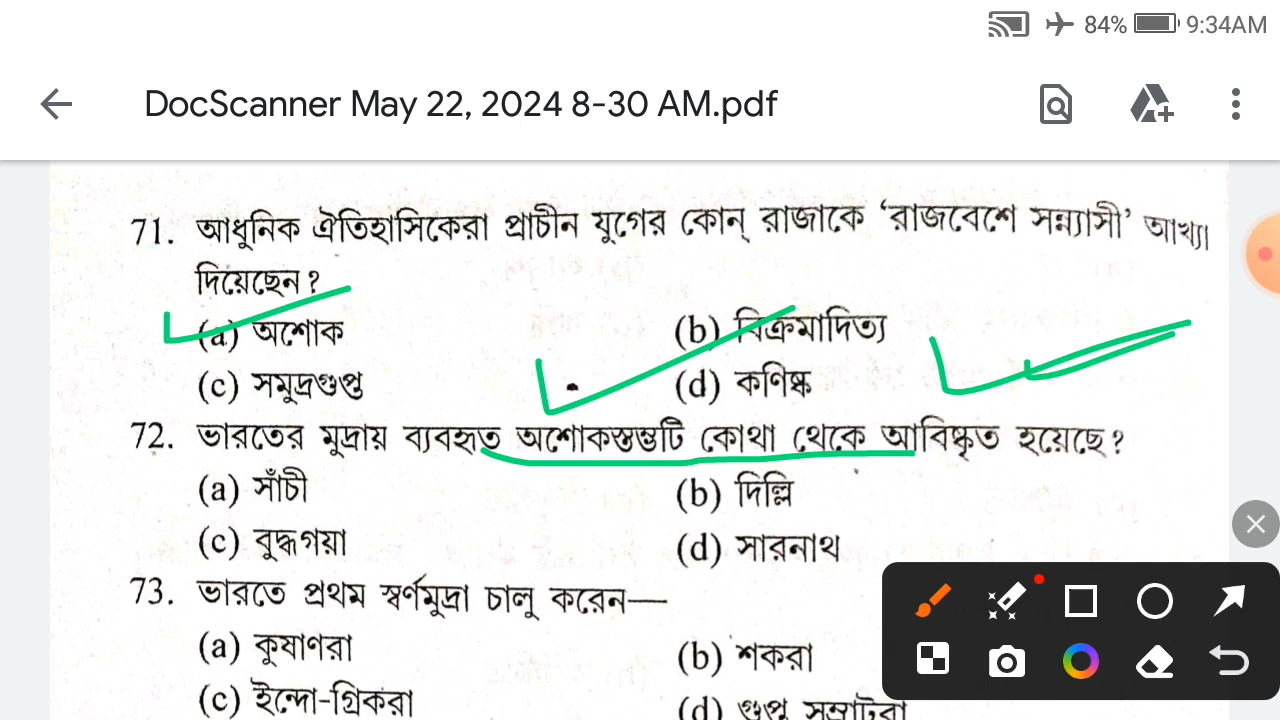 84% 9:34AM
DocScanner May 22, 2024 8-30 AM.pdf
71. আধুনিক ঐতিহাসিকেরা প্রাচীন যুগের কোন্ রাজাকে ‘রাজবেশে সন্ন্যাসী’ আখ্যা
দিয়েছেন?
(a) অশোক (b) বিক্রমাদিত্য
(c) সমুদ্রগুপ্ত (d) কণিষ্ক
72. ভারতের মুদ্রায় ব্যবহৃত অশোকস্তম্ভটি কোথা থেকে আবিষ্কৃত হয়েছে?
(a) সাঁচী (b) দিল্লি
(c) বুদ্ধগয়া (d) সারনাথ
73. ভারতে প্রথম স্বর্ণমুদ্রা চালু করেন—
(a) কুষাণরা (b) শকরা
(c) ইন্দো-গ্রিকরা (d) গুপ্ত সম্রাটরা